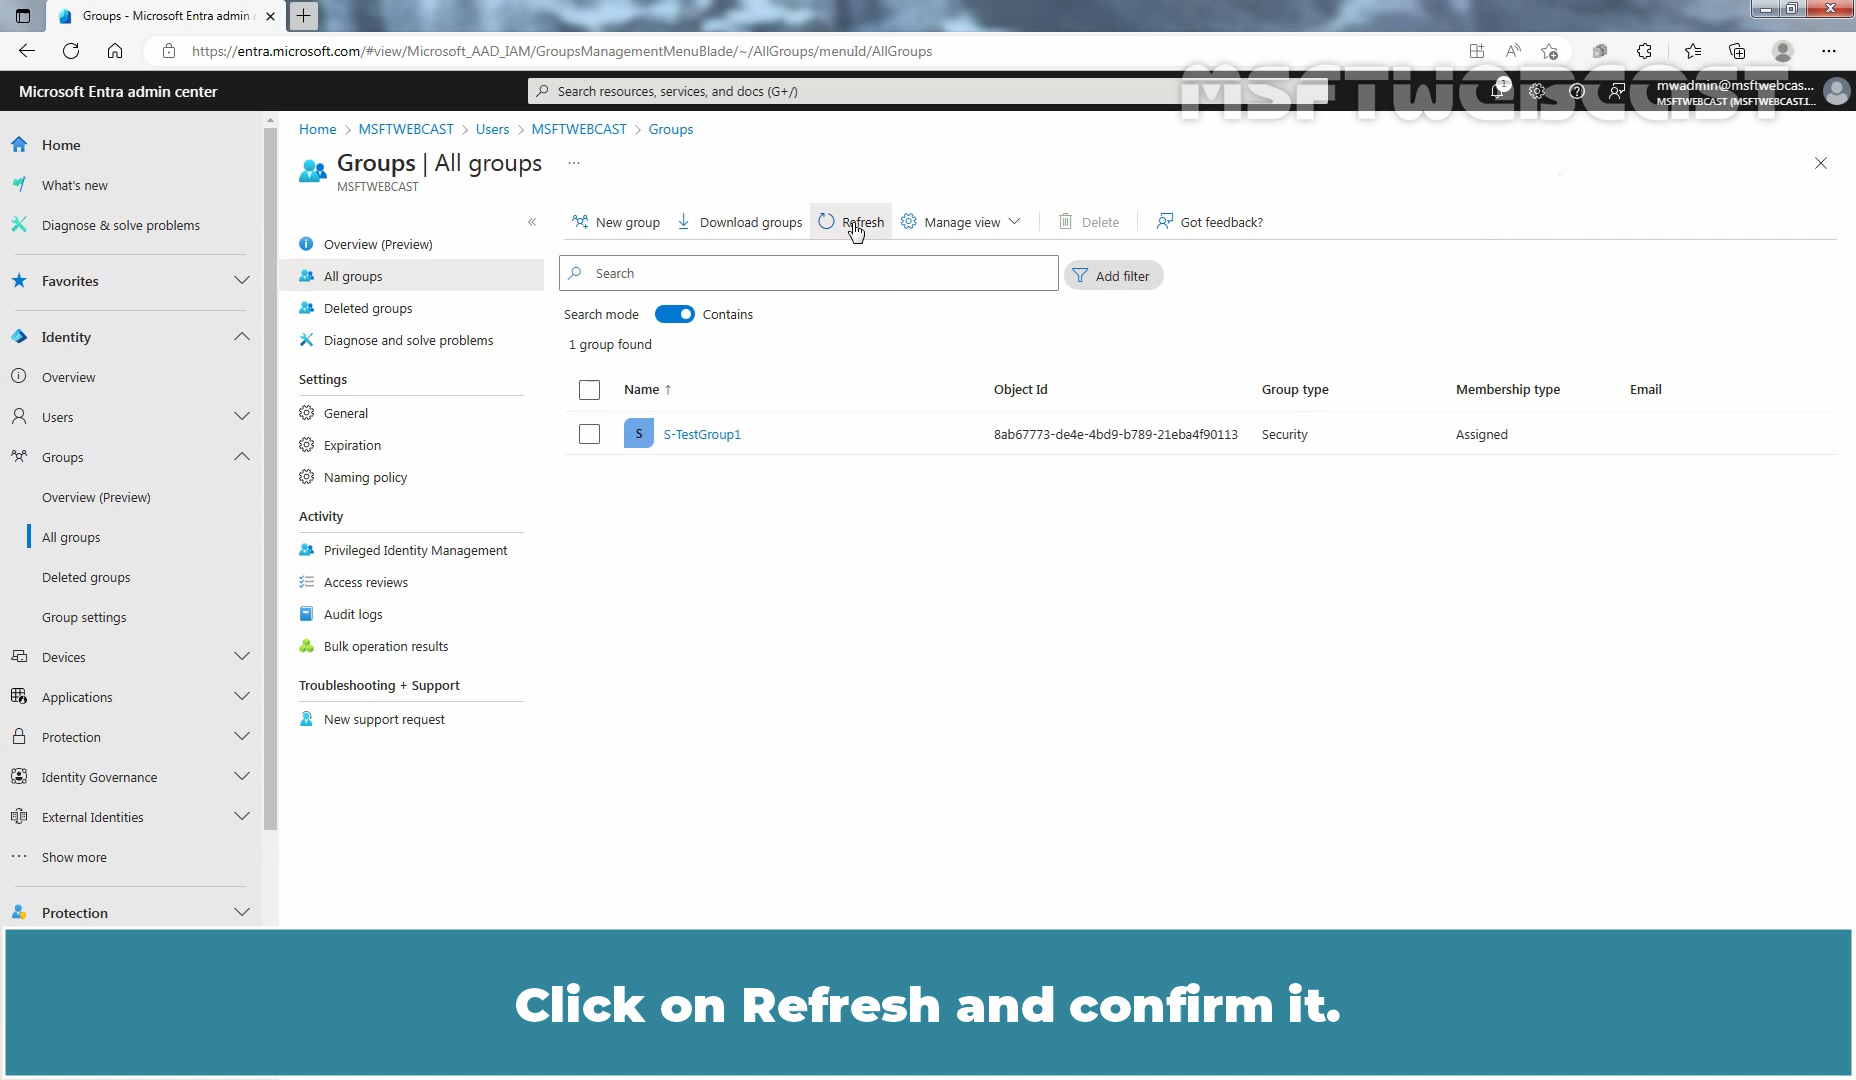 Groups - Microsoft Entra admin c
https://entra.microsoft.com/#view/Microsoft_AAD_IAM/GroupsManagementMenuBlade/~/AllGroups/menuId/AllGroups
MSFTWEBCAST
Microsoft Entra admin center
Search resources, services, and docs (G+/)
1
mwadmin@msftwebcas...
MSFTWEBCAST (MSFTWEBCAST.I...
Home > MSFTWEBCAST > Users > MSFTWEBCAST > Groups
Groups | All groups ...
MSFTWEBCAST
Home
What's new
Diagnose & solve problems
Favorites
Identity
Overview
Users
Groups
Overview (Preview)
All groups
Deleted groups
Group settings
Devices
Applications
Protection
Identity Governance
External Identities
Show more
Protection
Overview (Preview)
All groups
Deleted groups
Diagnose and solve problems
Settings
General
Expiration
Naming policy
Activity
Privileged Identity Management
Access reviews
Audit logs
Bulk operation results
Troubleshooting + Support
New support request
New group Download groups Refresh Manage view Delete Got feedback?
Search
Add filter
Search mode Contains
1 group found
Name ↑ Object Id Group type Membership type Email
S S-TestGroup1 8ab67773-de4e-4bd9-b789-21eba4f90113 Security Assigned
Click on Refresh and confirm it.